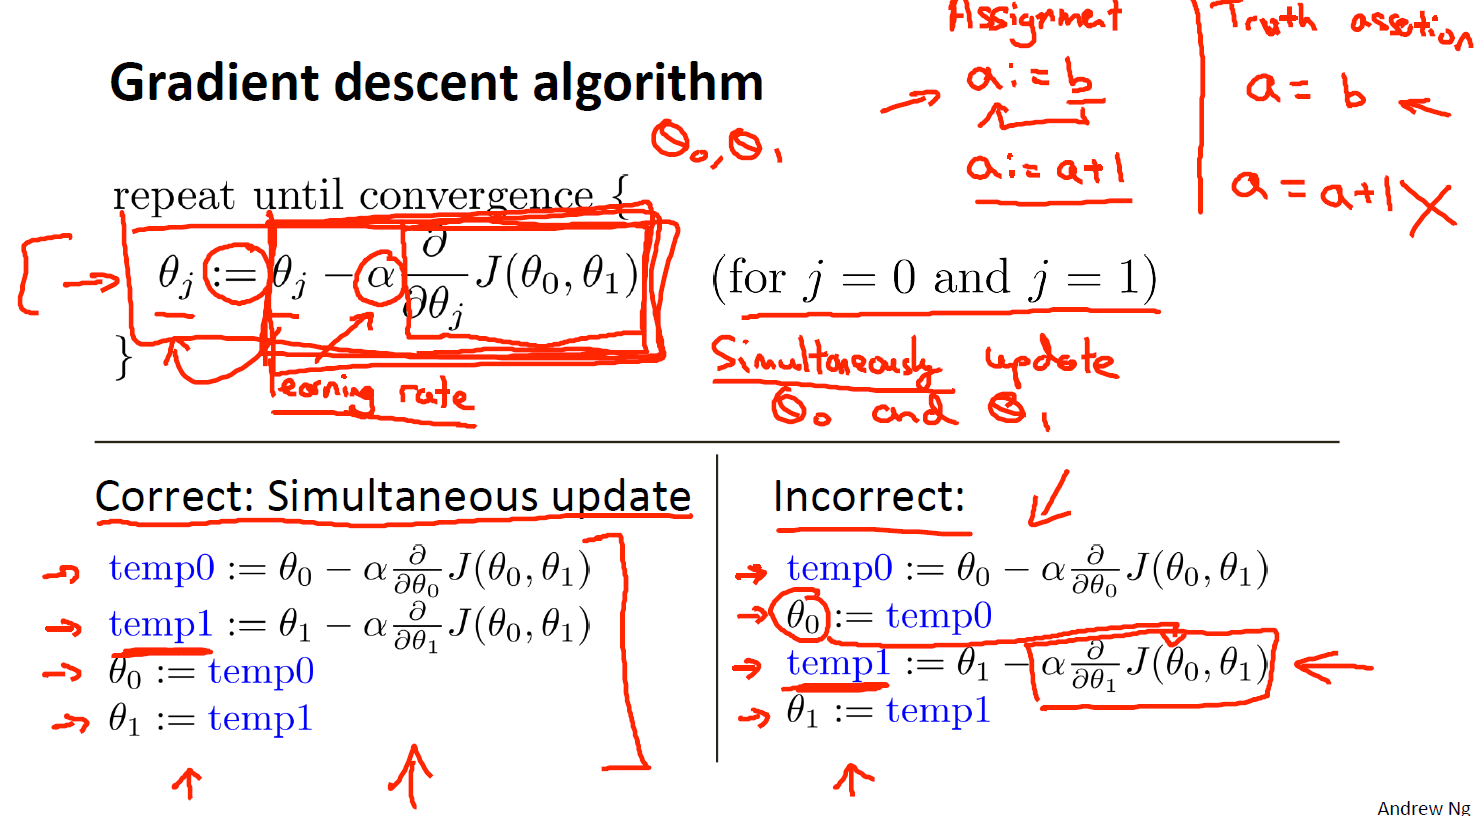 Assignment
Truth assetion
Gradient descent algorithm
a := b
a = b
θ₀, θ₁
a := a+1
a = a+1 X
repeat until convergence {
θⱼ := θⱼ − α ∂/∂θⱼ J(θ₀, θ₁) (for j = 0 and j = 1)
}
Simultaneously update
θ₀ and θ₁
learning rate
Correct: Simultaneous update
temp0 := θ₀ − α ∂/∂θ₀ J(θ₀, θ₁)
temp1 := θ₁ − α ∂/∂θ₁ J(θ₀, θ₁)
θ₀ := temp0
θ₁ := temp1
Incorrect:
temp0 := θ₀ − α ∂/∂θ₀ J(θ₀, θ₁)
θ₀ := temp0
temp1 := θ₁ − α ∂/∂θ₁ J(θ₀, θ₁)
θ₁ := temp1
Andrew Ng